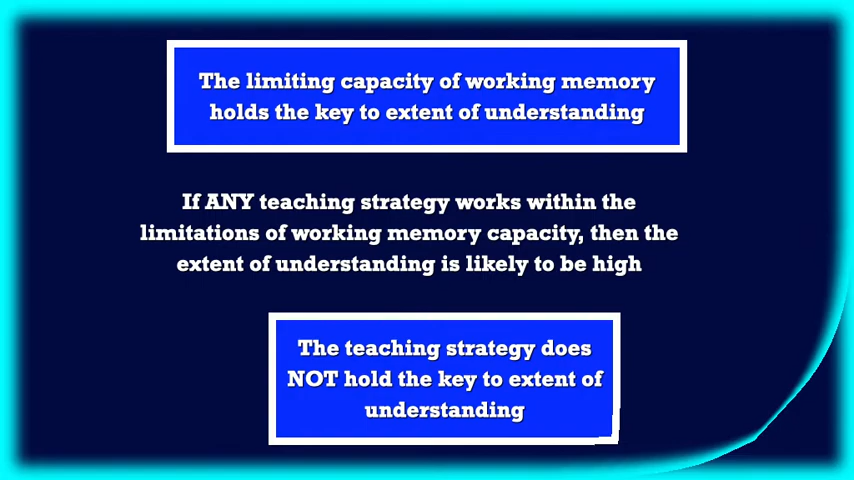 The limiting capacity of working memory
holds the key to extent of understanding
If ANY teaching strategy works within the
limitations of working memory capacity, then the
extent of understanding is likely to be high
The teaching strategy does
NOT hold the key to extent of
understanding